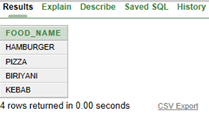 Results Explain Describe Saved SQL History
FOOD_NAME
HAMBURGER
PIZZA
BIRIYANI
KEBAB
4 rows returned in 0.00 seconds CSV Export